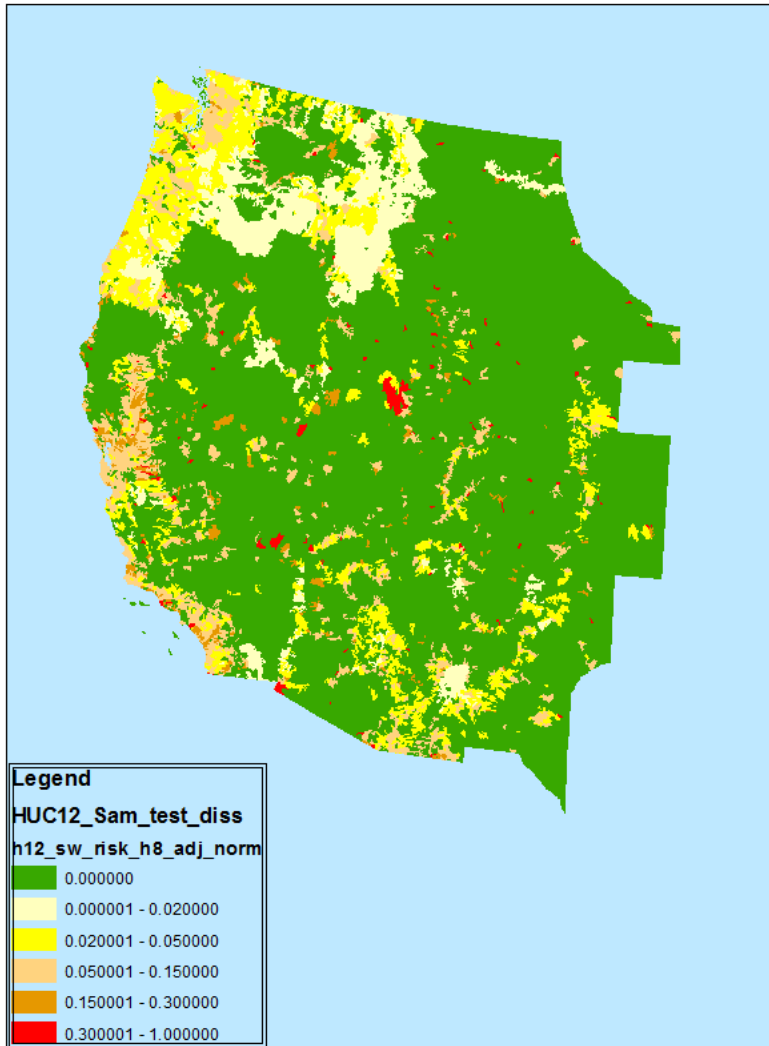 Legend
HUC12_Sam_test_diss
h12_sw_risk_h8_adj_norm
0.000000
0.000001 - 0.020000
0.020001 - 0.050000
0.050001 - 0.150000
0.150001 - 0.300000
0.300001 - 1.000000